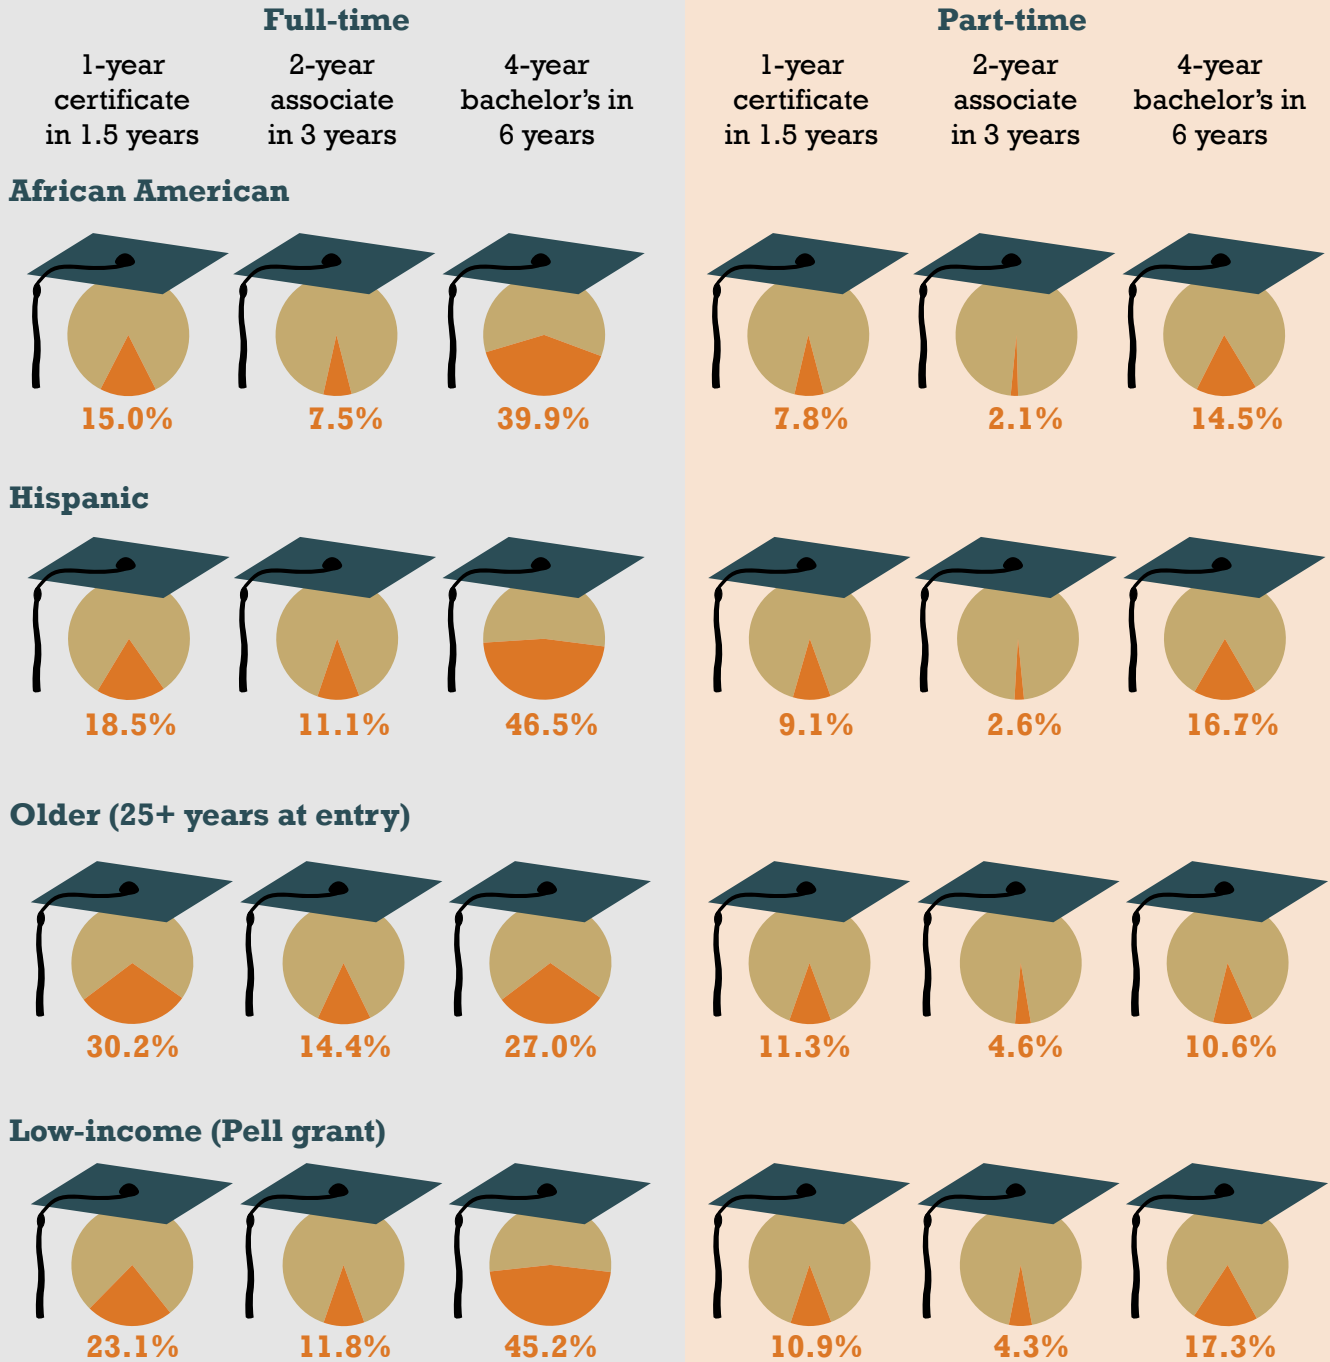 Full-time
Part-time
1-year
certificate
in 1.5 years
2-year
associate
in 3 years
4-year
bachelor's in
6 years
1-year
certificate
in 1.5 years
2-year
associate
in 3 years
4-year
bachelor's in
6 years
African American
15.0%
7.5%
39.9%
7.8%
2.1%
14.5%
Hispanic
18.5%
11.1%
46.5%
9.1%
2.6%
16.7%
Older (25+ years at entry)
30.2%
14.4%
27.0%
11.3%
4.6%
10.6%
Low-income (Pell grant)
23.1%
11.8%
45.2%
10.9%
4.3%
17.3%